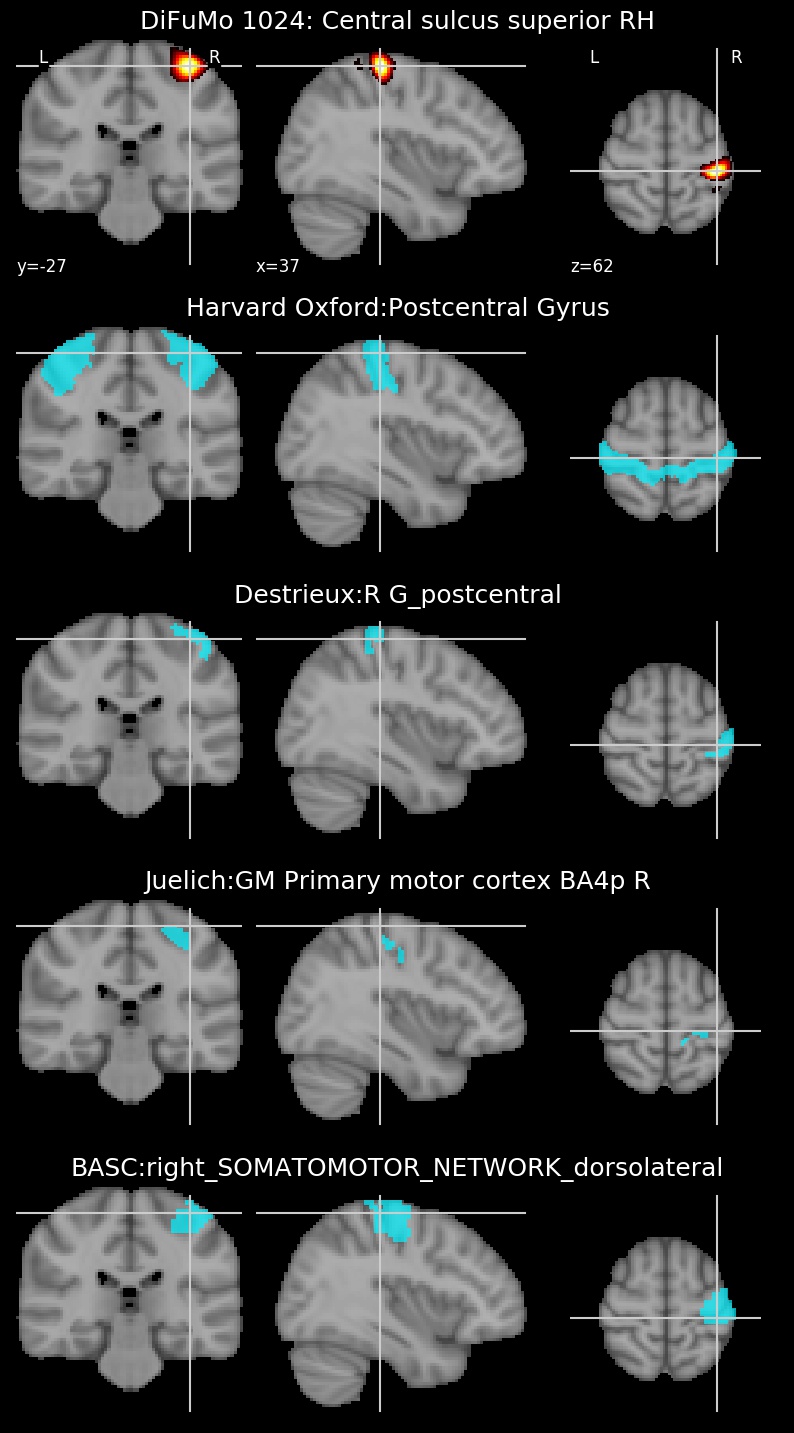 DiFuMo 1024: Central sulcus superior RH
L R L R
y=-27 x=37 z=62
Harvard Oxford:Postcentral Gyrus
Destrieux:R G_postcentral
Juelich:GM Primary motor cortex BA4p R
BASC:right_SOMATOMOTOR_NETWORK_dorsolateral